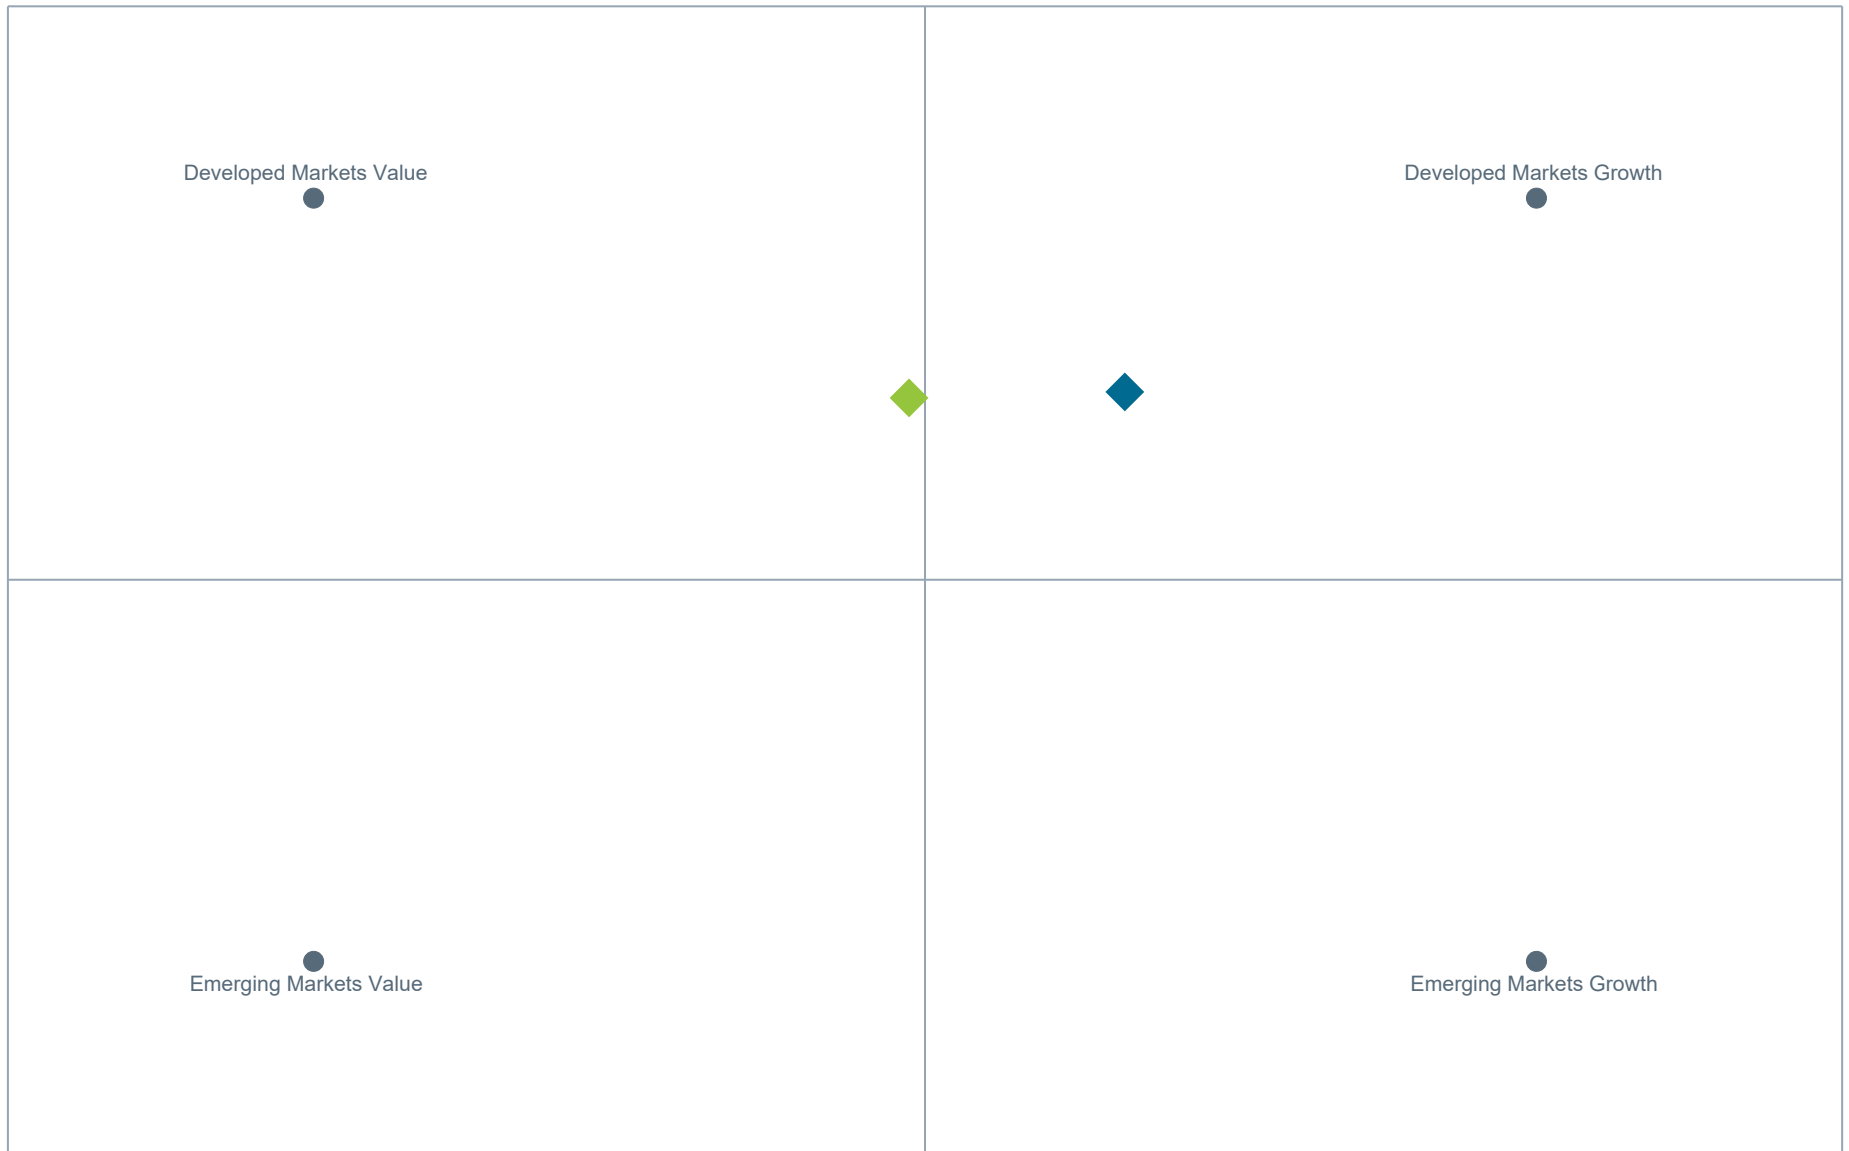 Developed Markets Value
Developed Markets Growth
Emerging Markets Value
Emerging Markets Growth